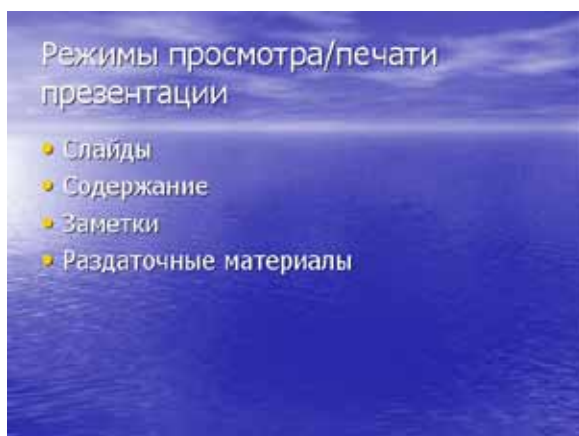 Режимы просмотра/печати
презентации
• Слайды
• Содержание
• Заметки
• Раздаточные материалы